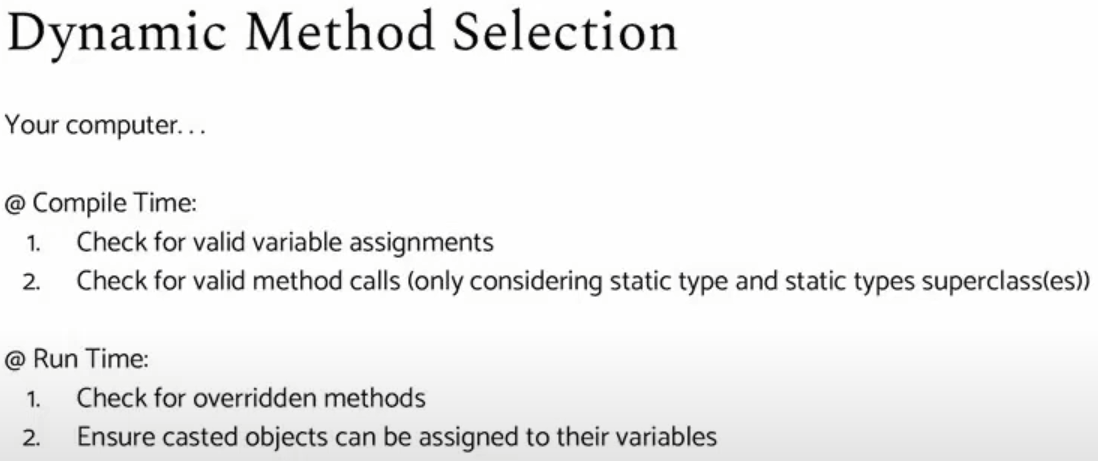 Dynamic Method Selection
Your computer. . .
@ Compile Time:
1. Check for valid variable assignments
2. Check for valid method calls (only considering static type and static types superclass(es))
@ Run Time:
1. Check for overridden methods
2. Ensure casted objects can be assigned to their variables